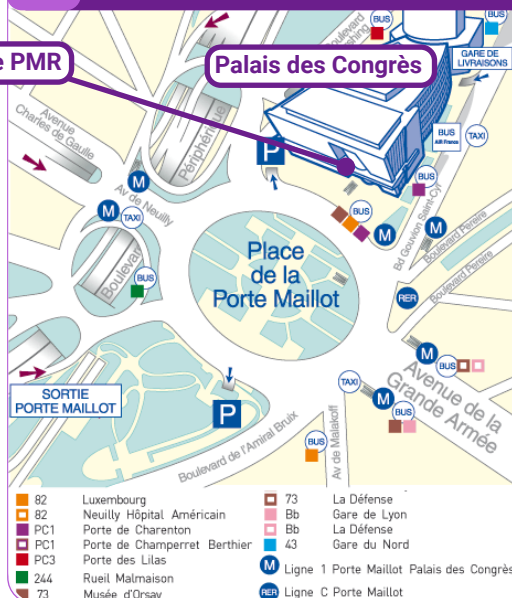 BUS
BUS
Boulevard
GARE DE
LIVRAISONS
e PMR
Palais des Congrès
Avenue
Charles de Gaulle
Périphérique
P
BUS
AIR France
TAXI
M
Av de Neuilly
BUS
M
TAXI
BUS
M
M
Bd Gouvion Saint-Cyr
Boulevard Pereire
Boulevard Pereire
Place
de la
Porte Maillot
Boulevard
BUS
RER
M
BUS
Avenue de la
Grande Armée
SORTIE
PORTE MAILLOT
P
TAXI
M
BUS
BUS
Boulevard de l'Amiral Bruix
Av de Malakoff
82 Luxembourg
82 Neuilly Hôpital Américain
PC1 Porte de Charenton
PC1 Porte de Champerret Berthier
PC3 Porte des Lilas
244 Rueil Malmaison
73 Musée d'Orsay
73 La Défense
Bb Gare de Lyon
Bb La Défense
43 Gare du Nord
M Ligne 1 Porte Maillot Palais des Congrès
RER Ligne C Porte Maillot